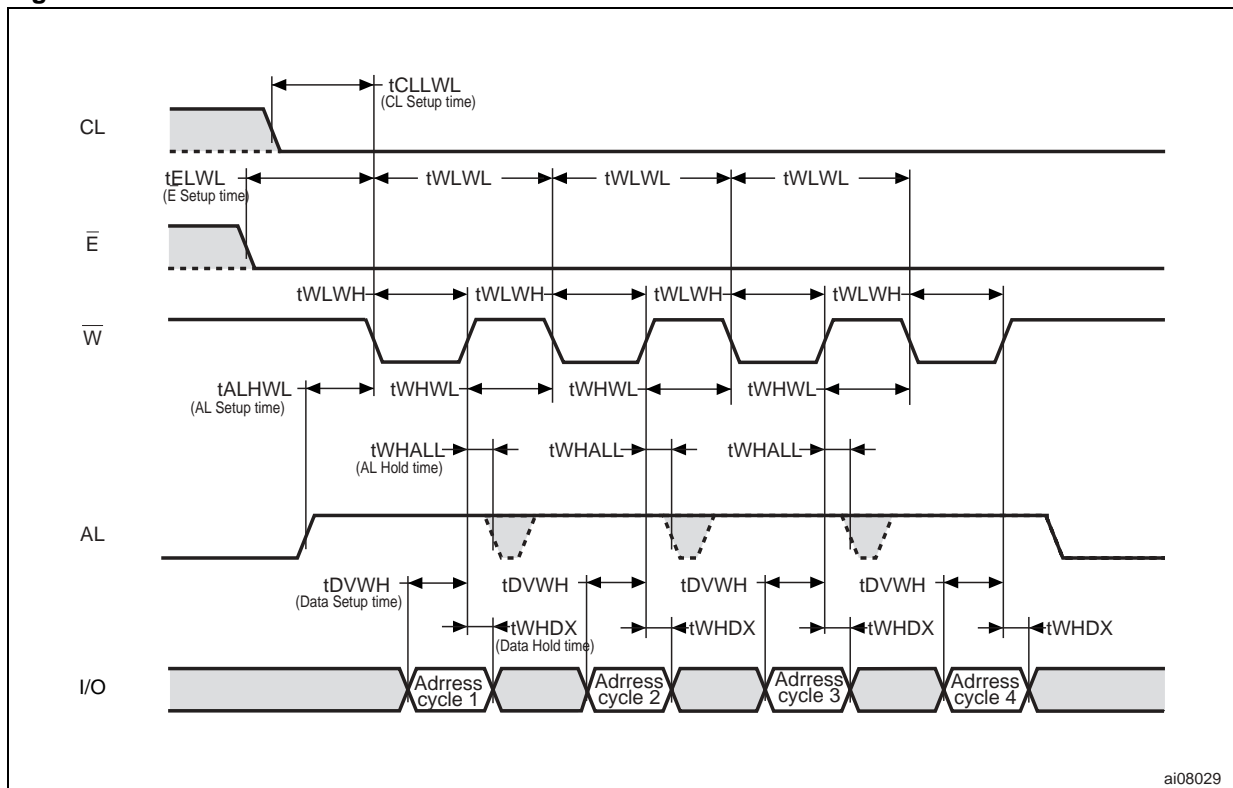 tCLLWL
(CL Setup time)
CL
tELWL
(E̅ Setup time)
tWLWL
tWLWL
tWLWL
E̅
tWLWH
tWLWH
tWLWH
tWLWH
W̅
tALHWL
(AL Setup time)
tWHWL
tWHWL
tWHWL
tWHALL
(AL Hold time)
tWHALL
tWHALL
AL
tDVWH
(Data Setup time)
tDVWH
tDVWH
tDVWH
tWHDX
(Data Hold time)
tWHDX
tWHDX
tWHDX
I/O
Adrress
cycle 1
Adrress
cycle 2
Adrress
cycle 3
Adrress
cycle 4
ai08029